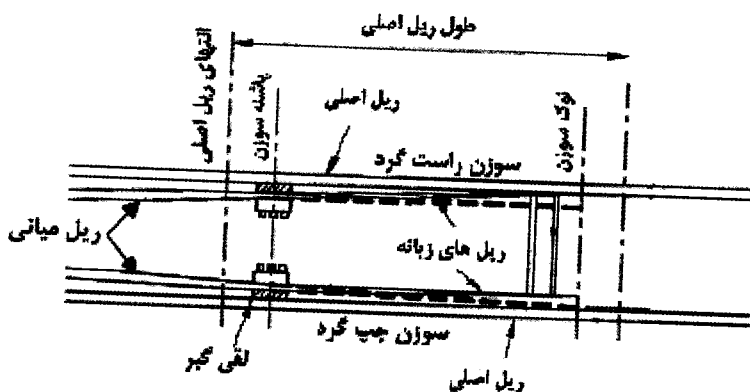 طول ریل اصلی
انتهای ریل اصلی
پاشنه سوزن
ریل اصلی
نوک سوزن
سوزن راست گرد
ریل میانی
ریل های زبانه
سوزن چپ گرد
لقی گیر
ریل اصلی